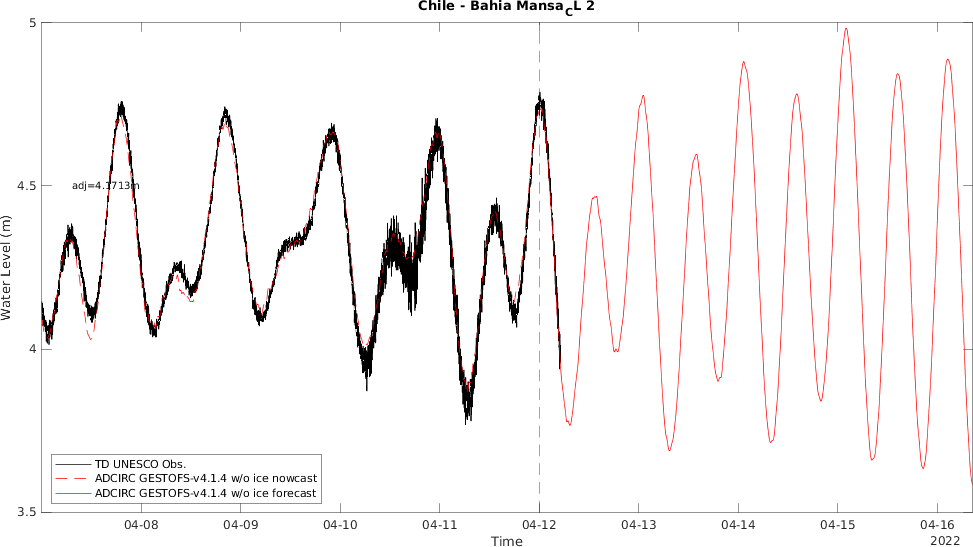 Chile - Bahia MansaCL 2
5
4.5
4
3.5
Water Level (m)
adj=4.1713m
TD UNESCO Obs.
ADCIRC GESTOFS-v4.1.4 w/o ice nowcast
ADCIRC GESTOFS-v4.1.4 w/o ice forecast
04-08 04-09 04-10 04-11 04-12 04-13 04-14 04-15 04-16
Time
2022